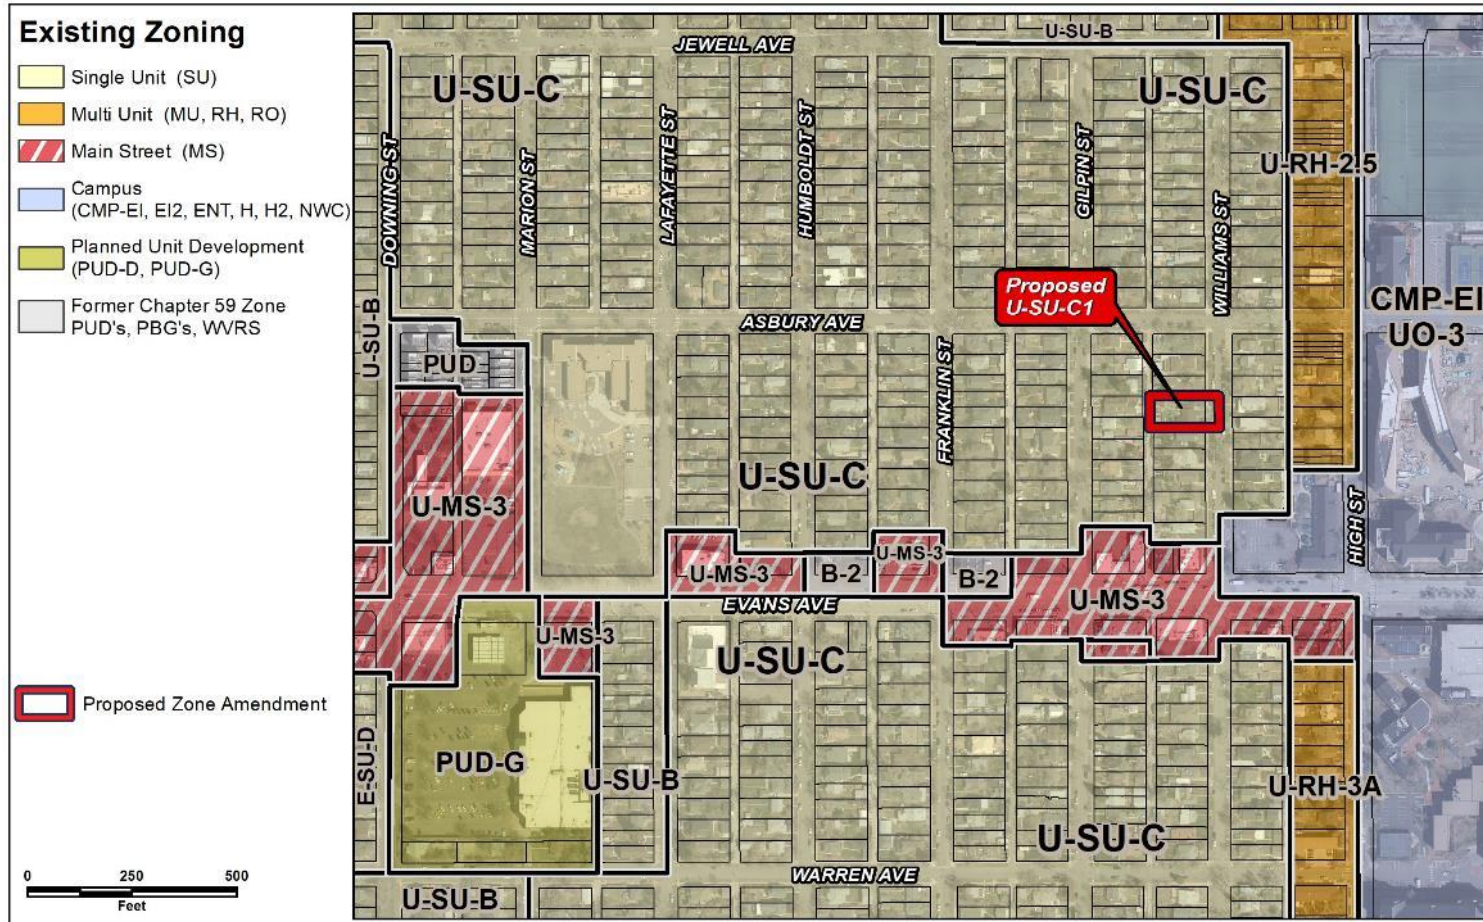 Existing Zoning
Single Unit (SU)
Multi Unit (MU, RH, RO)
Main Street (MS)
Campus
(CMP-EI, EI2, ENT, H, H2, NWC)
Planned Unit Development
(PUD-D, PUD-G)
Former Chapter 59 Zone
PUD's, PBG's, WVRS
Proposed Zone Amendment
0 250 500
Feet
JEWELL AVE
U-SU-B
U-SU-C
U-SU-C
DOWNING ST
MARION ST
LAFAYETTE ST
HUMBOLDT ST
GILPIN ST
WILLIAMS ST
U-RH-2.5
Proposed
U-SU-C1
CMP-EI
UO-3
U-SU-B
ASBURY AVE
PUD
FRANKLIN ST
U-SU-C
U-MS-3
HIGH ST
U-MS-3
B-2
U-MS-3
B-2
U-MS-3
EVANS AVE
U-MS-3
U-SU-C
E-SU-D
PUD-G
U-SU-B
U-RH-3A
U-SU-C
WARREN AVE
U-SU-B